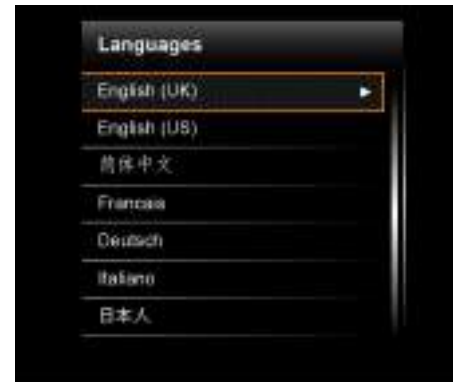 Languages
English (UK)
English (US)
简体中文
Francais
Deutsch
Italiano
日本人